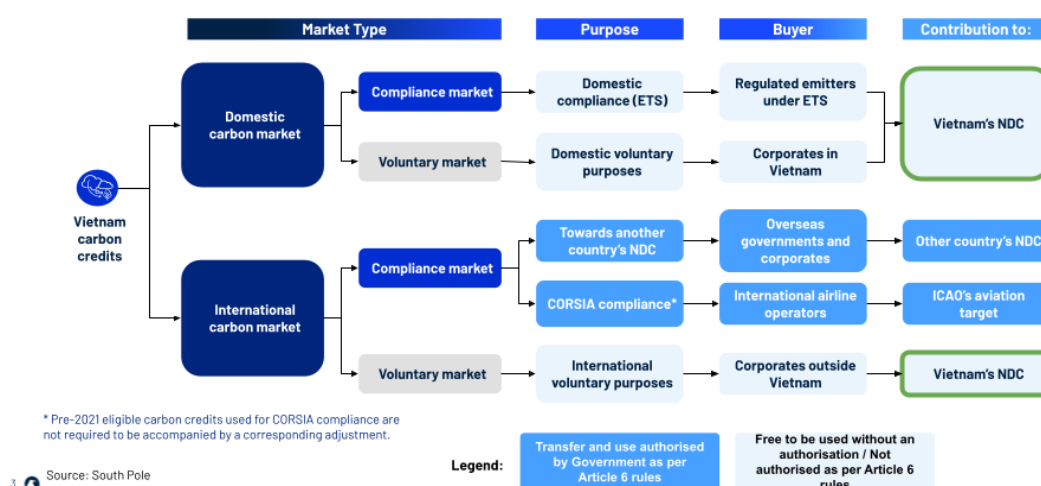 Market Type
Purpose
Buyer
Contribution to:
Domestic
carbon market
Compliance market
Domestic
compliance (ETS)
Regulated emitters
under ETS
Vietnam's NDC
Voluntary market
Domestic voluntary
purposes
Corporates in
Vietnam
Vietnam
carbon
credits
International
carbon market
Compliance market
Towards another
country's NDC
Overseas
governments and
corporates
Other country's NDC
CORSIA compliance*
International airline
operators
ICAO's aviation
target
Voluntary market
International
voluntary purposes
Corporates outside
Vietnam
Vietnam's NDC
* Pre-2021 eligible carbon credits used for CORSIA compliance are
not required to be accompanied by a corresponding adjustment.
Legend:
Transfer and use authorised
by Government as per
Article 6 rules
Free to be used without an
authorisation / Not
authorised as per Article 6
rules
3
Source: South Pole